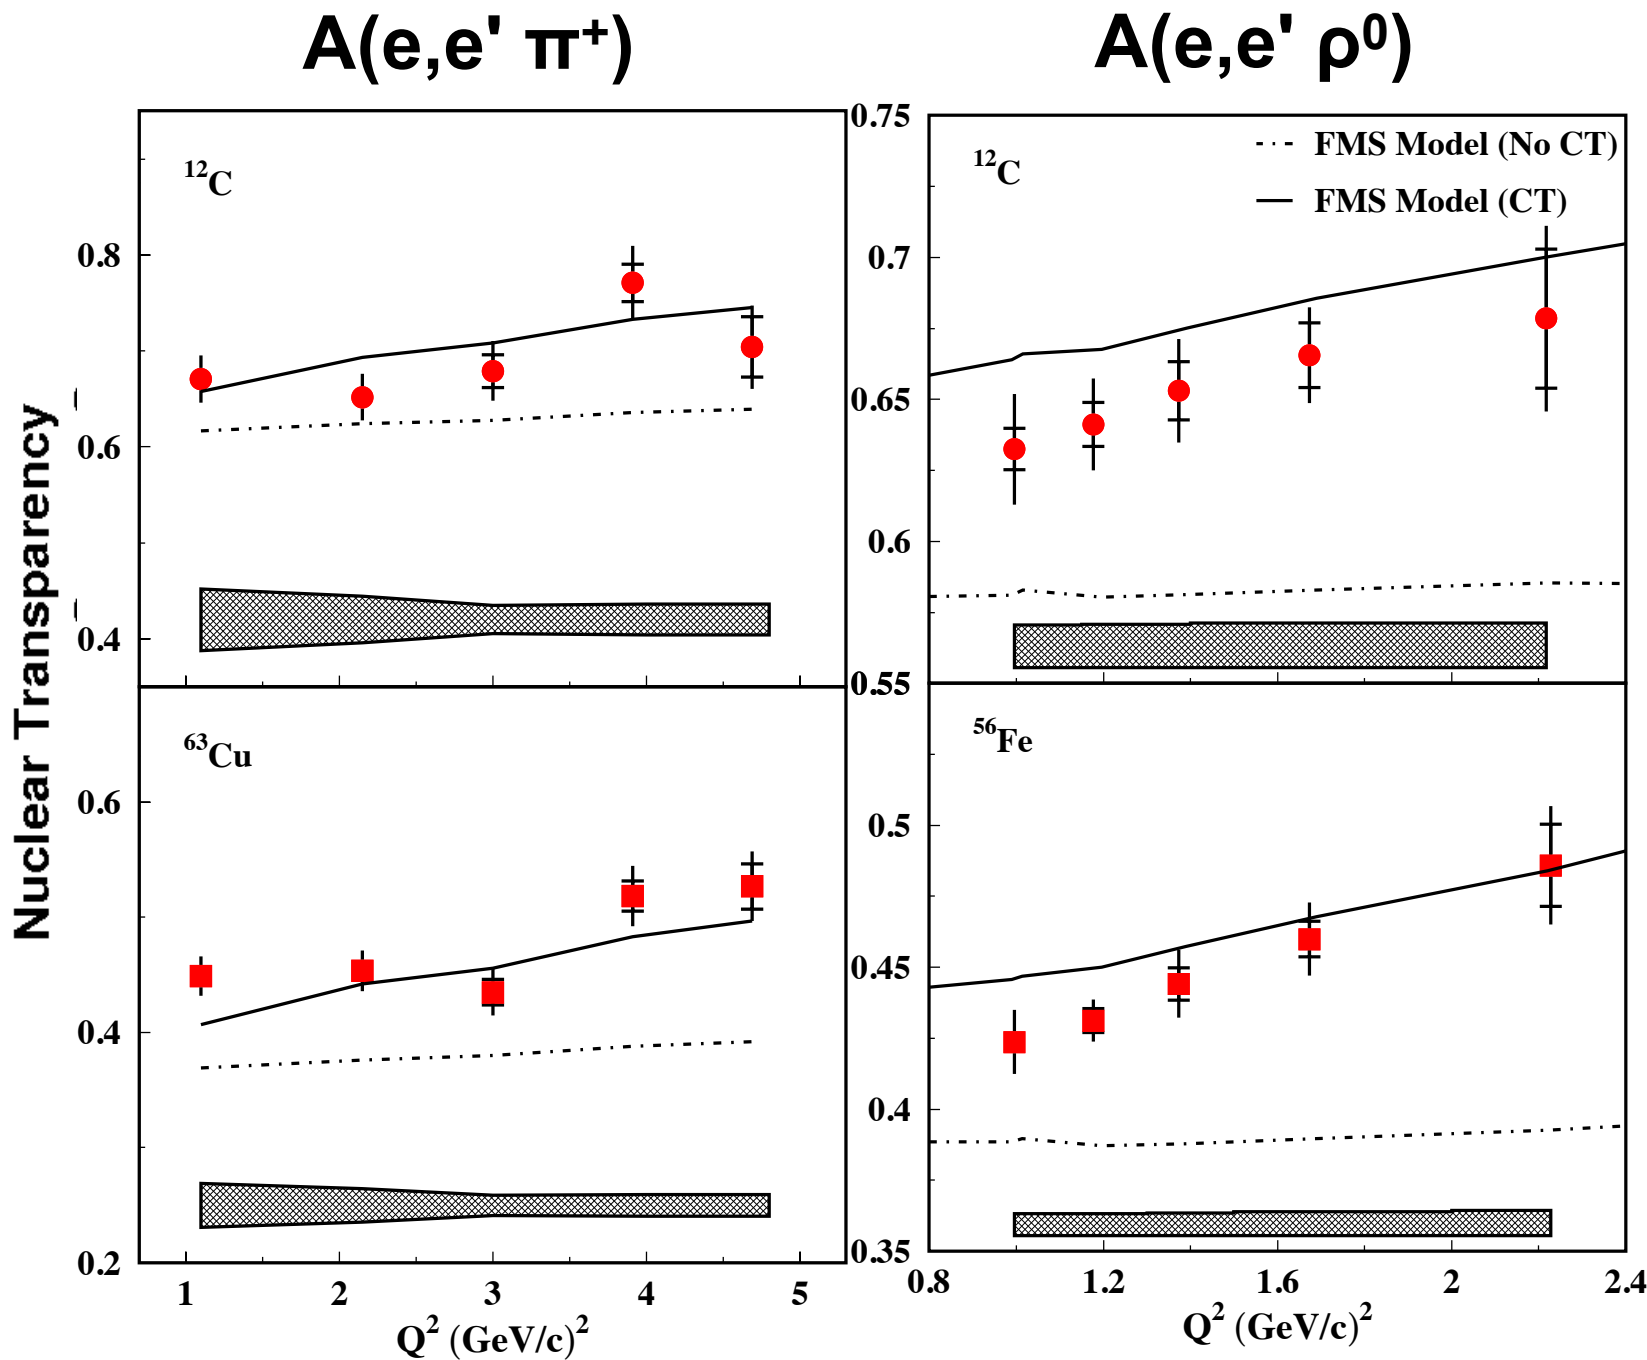 A(e,e' π⁺)
A(e,e' ρ⁰)
Nuclear Transparency
¹²C
0.8
0.6
0.4
⁶³Cu
0.6
0.4
0.2
1 2 3 4 5
Q² (GeV/c)²
0.75
¹²C
FMS Model (No CT)
FMS Model (CT)
0.7
0.65
0.6
0.55
⁵⁶Fe
0.5
0.45
0.4
0.35
0.8 1.2 1.6 2 2.4
Q² (GeV/c)²